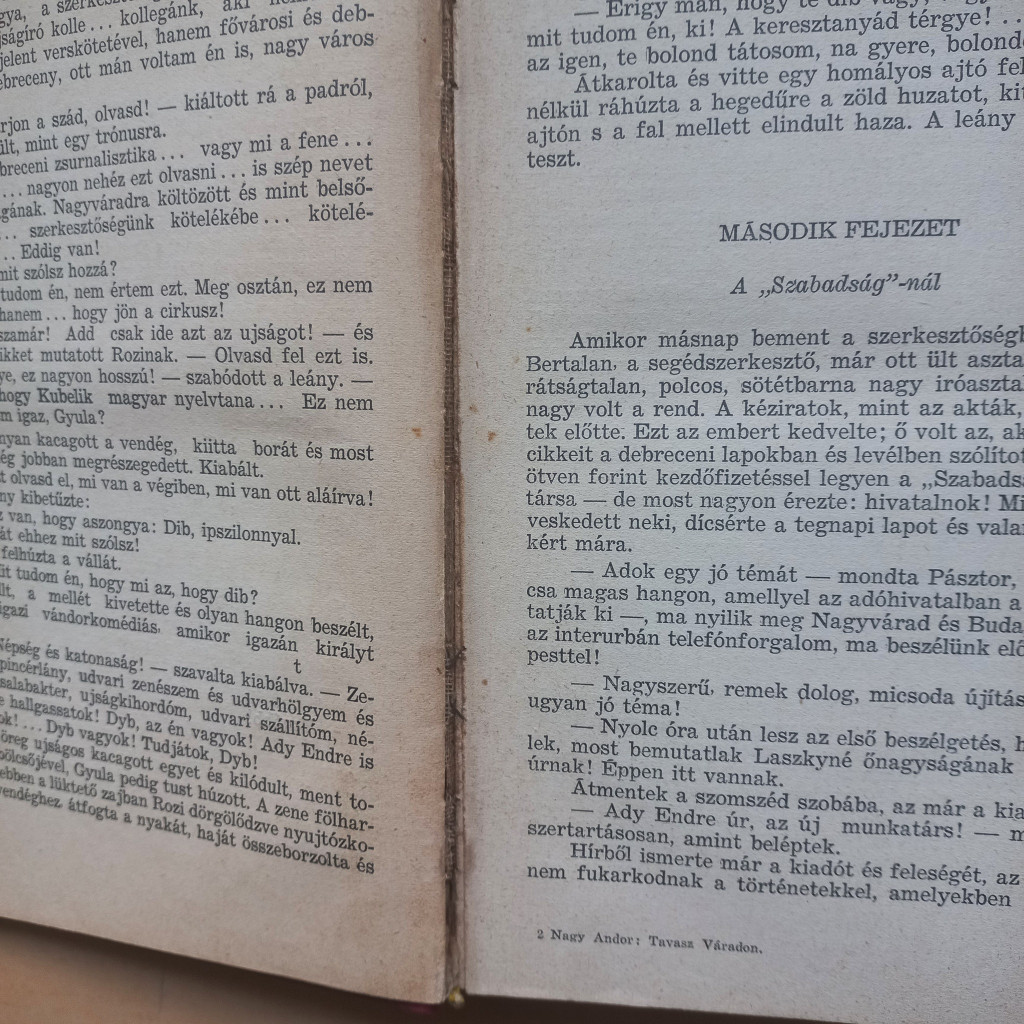 jságíró kolle... kollegánk, aki
jelent verskötetével, hanem fővárosi és deb-
ebreceny, ott mán voltam én is, nagy város
rjon a szád, olvasd! — kiáltott rá a padról,
ült, mint egy trónusra.
breceni zsurnalisztika... vagy mi a fene...
... nagyon nehéz ezt olvasni... is szép nevet
gának. Nagyváradra költözött és mint belső-
.. szerkesztőségünk kötelékébe... kötelé-
.. Eddig van!
mit szólsz hozzá?
tudom én, nem értem ezt. Meg osztán, ez nem
hanem... hogy jön a cirkusz!
szamár! Add csak ide azt az ujságot! — és
ikket mutatott Rozinak. — Olvasd fel ezt is.
ye, ez nagyon hosszú! — szabódott a leány. —
hogy Kubelik magyar nyelvtana... Ez nem
m igaz, Gyula?
nyan kacagott a vendég, kiitta borát és most
ég jobban megrészegedett. Kiabált.
t olvasd el, mi van a végiben, mi van ott aláírva!
ny kibetűzte:
z van, hogy aszongya: Dib, ipszilonnyal.
át ehhez mit szólsz!
felhúzta a vállát.
it tudom én, hogy mi az, hogy dib?
llt, a mellét kivetette és olyan hangon beszélt,
igazi vándorkomédiás, amikor igazán királyt
t
Népség és katonaság! — szavalta kiabálva. — Ze-
pincérlány, udvari zenészem és udvarhölgyem és
salabakter, ujságkihordóm, udvari szállítóm, né-
e hallgassatok! Dyb, az én vagyok! Ady Endre is
ok!... Dyb vagyok! Tudjátok, Dyb!
öreg ujságos kacagott egyet és kilódult, ment to-
bölcsőjével, Gyula pedig tust húzott. A zene fölhar-
ebben a lüktető zajban Rozi dörgölődzve nyujtózko-
vendéghez átfogta a nyakát, haját összeborzolta és
— Erigy mán, hogy te dib vagy,
mit tudom én, ki! A keresztanyád térgye! ..
az igen, te bolond tátosom, na gyere, bolond
Átkarolta és vitte egy homályos ajtó fel
nélkül ráhúzta a hegedűre a zöld huzatot, kit
ajtón s a fal mellett elindult haza. A leány
teszt.
MÁSODIK FEJEZET
A „Szabadság”-nál
Amikor másnap bement a szerkesztőségb
Bertalan, a segédszerkesztő, már ott ült aszta
rátságtalan, polcos, sötétbarna nagy iróaszta
nagy volt a rend. A kéziratok, mint az akták,
tek előtte. Ezt az embert kedvelte; ő volt az, ak
cikkeit a debreceni lapokban és levélben szólítot
ötven forint kezdőfizetéssel legyen a „Szabads
társa — de most nagyon érezte: hivatalnok! Mi
veskedett neki, dícsérte a tegnapi lapot és vala
kért mára.
— Adok egy jó témát — mondta Pásztor,
csa magas hangon, amellyel az adóhivatalban a
tatják ki —, ma nyilik meg Nagyvárad és Buda
az interurbán telefónforgalom, ma beszélünk elő
pesttel!
— Nagyszerű, remek dolog, micsoda újítás
ugyan jó téma!
— Nyolc óra után lesz az első beszélgetés, h
lek, most bemutatlak Laszkyné őnagyságának
úrnak! Éppen itt vannak.
Átmentek a szomszéd szobába, az már a kia
— Ady Endre úr, az új munkatárs! — m
szertartásosan, amint beléptek.
Hírből ismerte már a kiadót és feleségét, az
nem fukarkodnak a történetekkel, amelyekben
2 Nagy Andor: Tavasz Váradon.